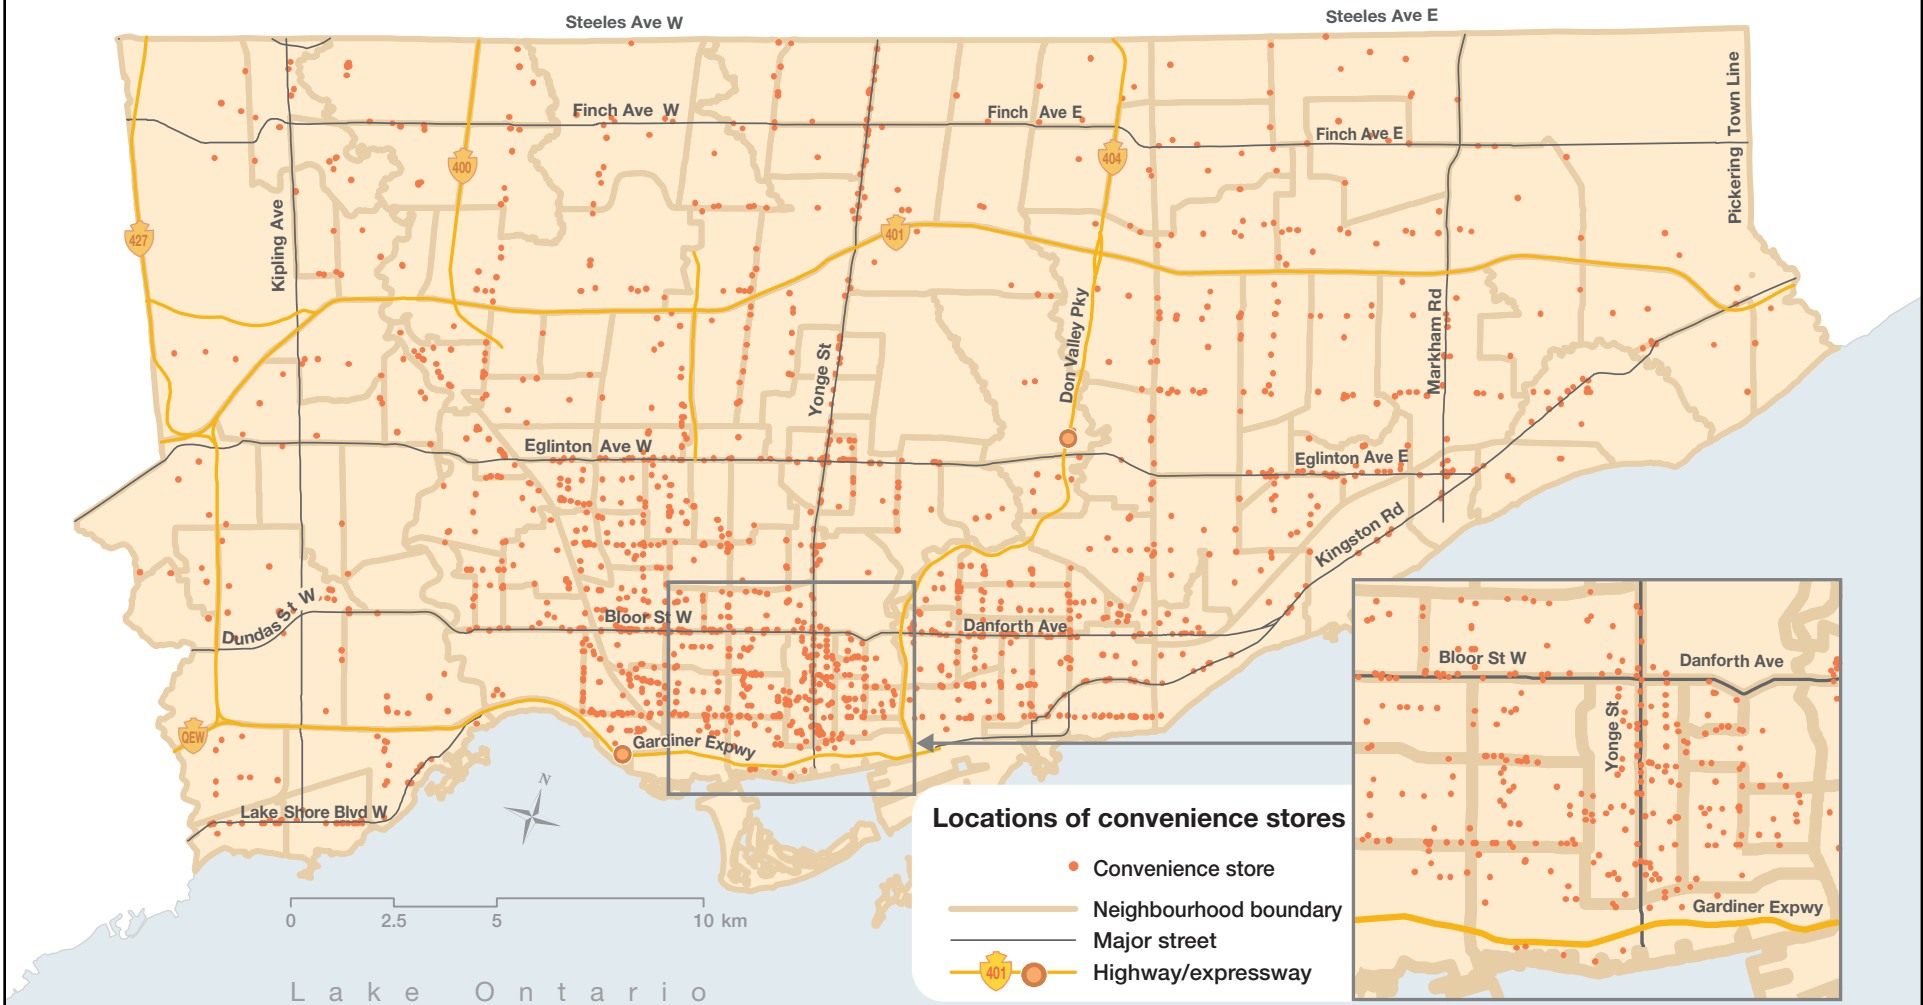 Steeles Ave W
Steeles Ave E
Finch Ave W
Finch Ave E
Finch Ave E
Pickering Town Line
400
404
427
401
Kipling Ave
Don Valley Pky
Markham Rd
Yonge St
Eglinton Ave W
Eglinton Ave E
Kingston Rd
Dundas St W
Bloor St W
Danforth Ave
QEW
Gardiner Expwy
Lake Shore Blvd W
N
0 2.5 5 10 km
Lake Ontario
Locations of convenience stores
Convenience store
Neighbourhood boundary
Major street
401 Highway/expressway
Bloor St W
Danforth Ave
Yonge St
Gardiner Expwy